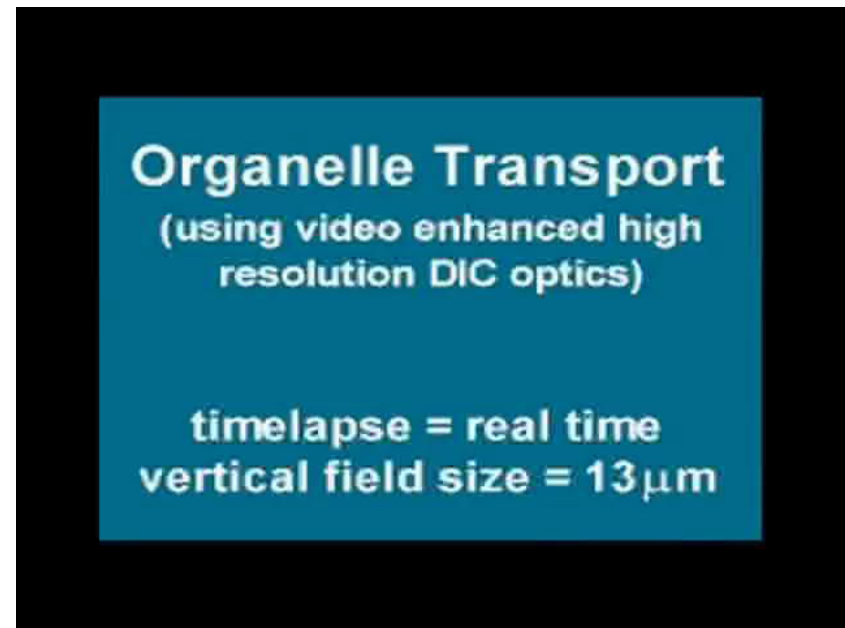 Organelle Transport
(using video enhanced high
resolution DIC optics)
timelapse = real time
vertical field size = 13μm